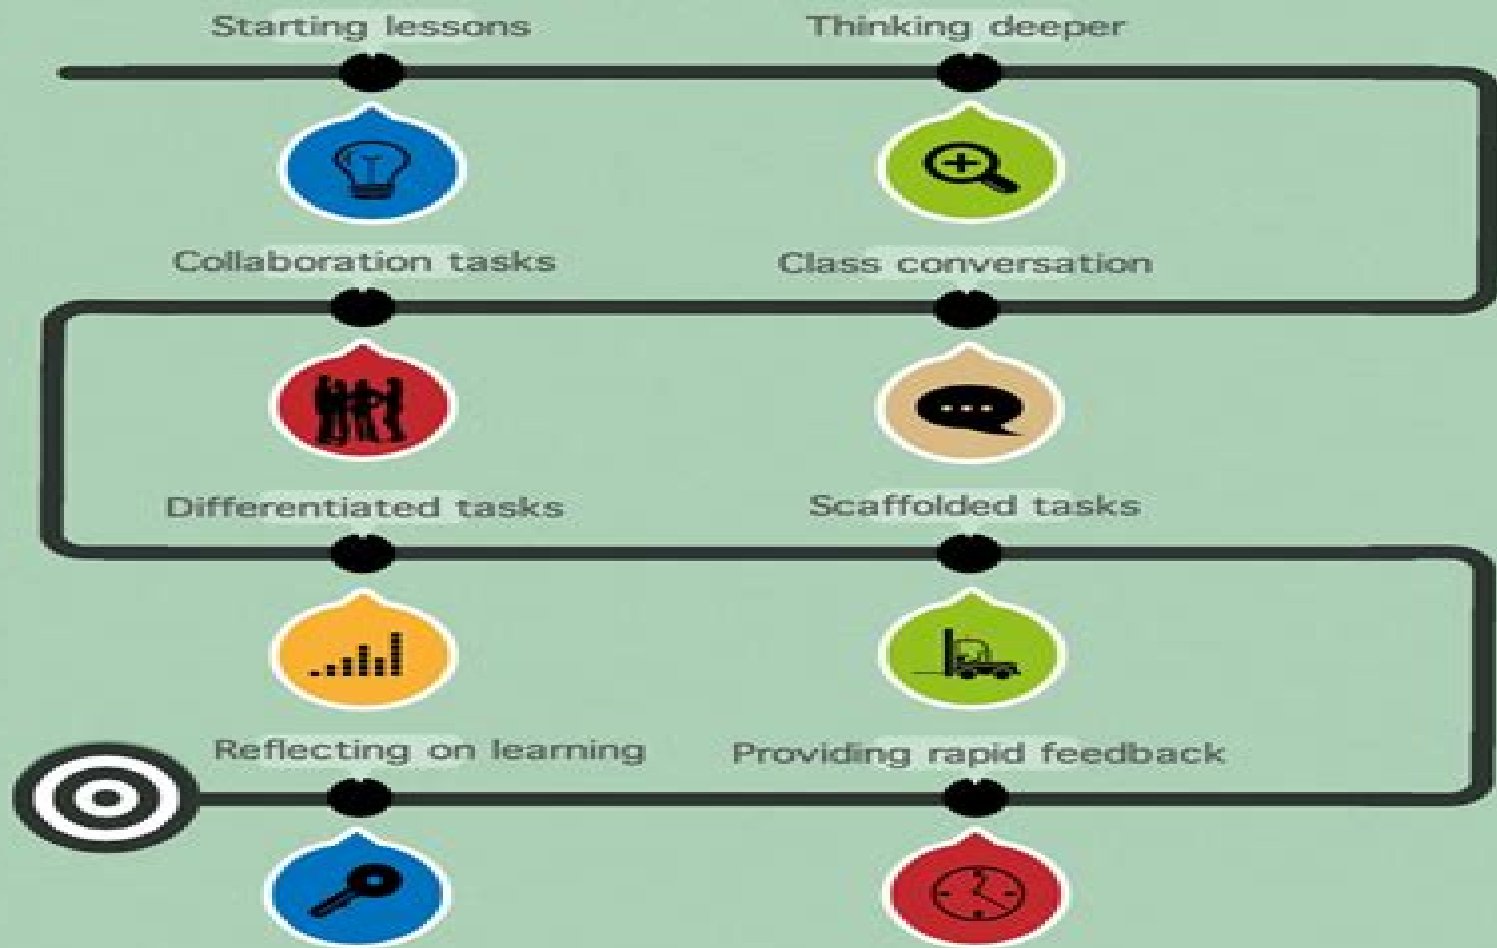 Starting lessons
Thinking deeper
Collaboration tasks
Class conversation
Differentiated tasks
Scaffolded tasks
Reflecting on learning
Providing rapid feedback